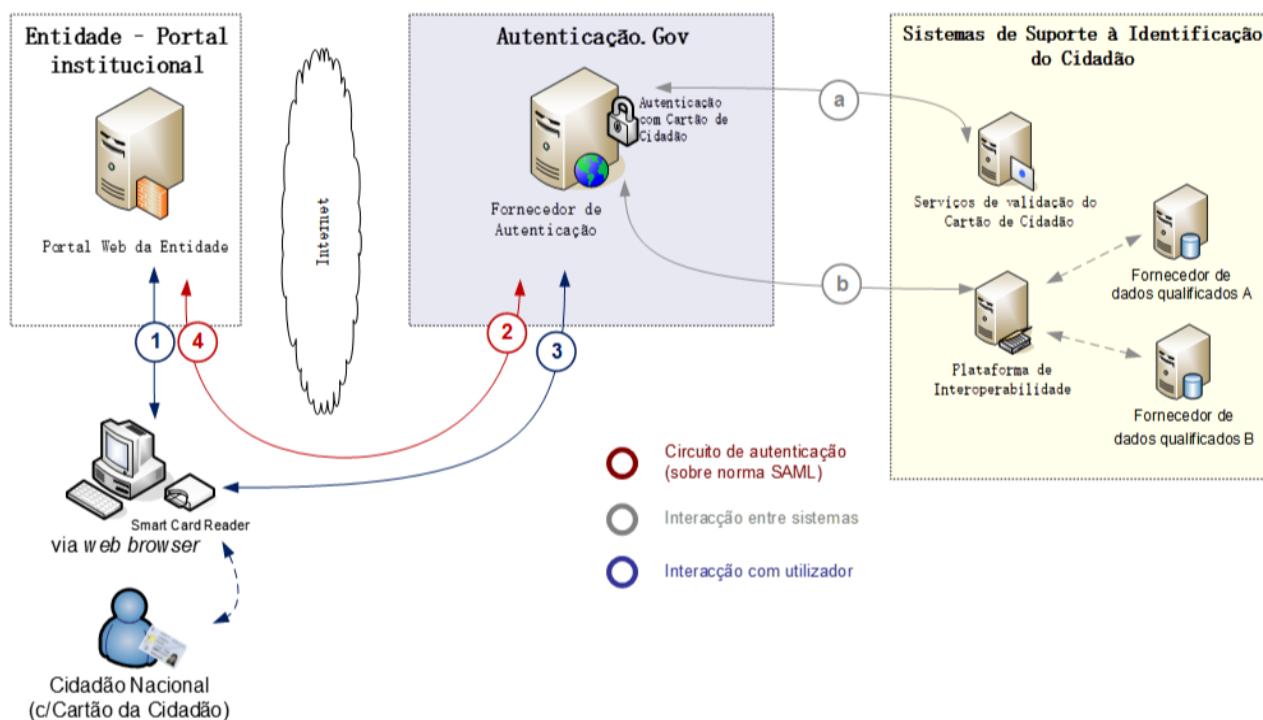 Entidade - Portal
institucional
Portal Web da Entidade
Internet
Autenticação.Gov
Autenticação
com Cartão de
Cidadão
Fornecedor de
Autenticação
Sistemas de Suporte à Identificação
do Cidadão
Serviços de validação do
Cartão de Cidadão
Fornecedor de
dados qualificados A
Plataforma de
Interoperabilidade
Fornecedor de
dados qualificados B
a
b
1
4
2
3
Smart Card Reader
via web browser
Cidadão Nacional
(c/Cartão da Cidadão)
Circuito de autenticação
(sobre norma SAML)
Interacção entre sistemas
Interacção com utilizador